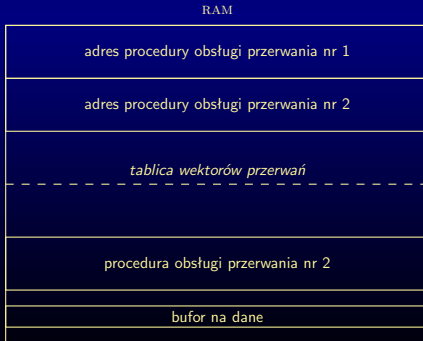 RAM
adres procedury obsługi przerwania nr 1
adres procedury obsługi przerwania nr 2
tablica wektorów przerwań
procedura obsługi przerwania nr 2
bufor na dane